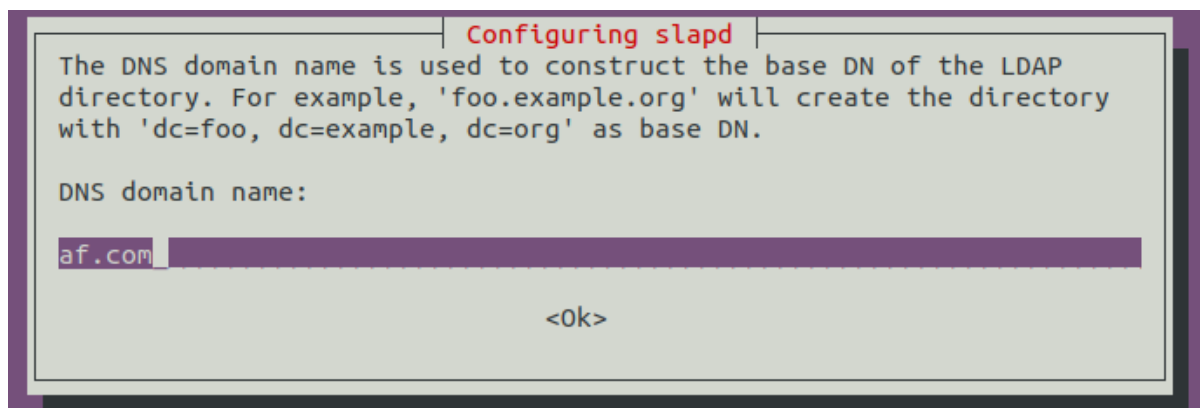 Configuring slapd
The DNS domain name is used to construct the base DN of the LDAP
directory. For example, 'foo.example.org' will create the directory
with 'dc=foo, dc=example, dc=org' as base DN.
DNS domain name:
af.com
<Ok>